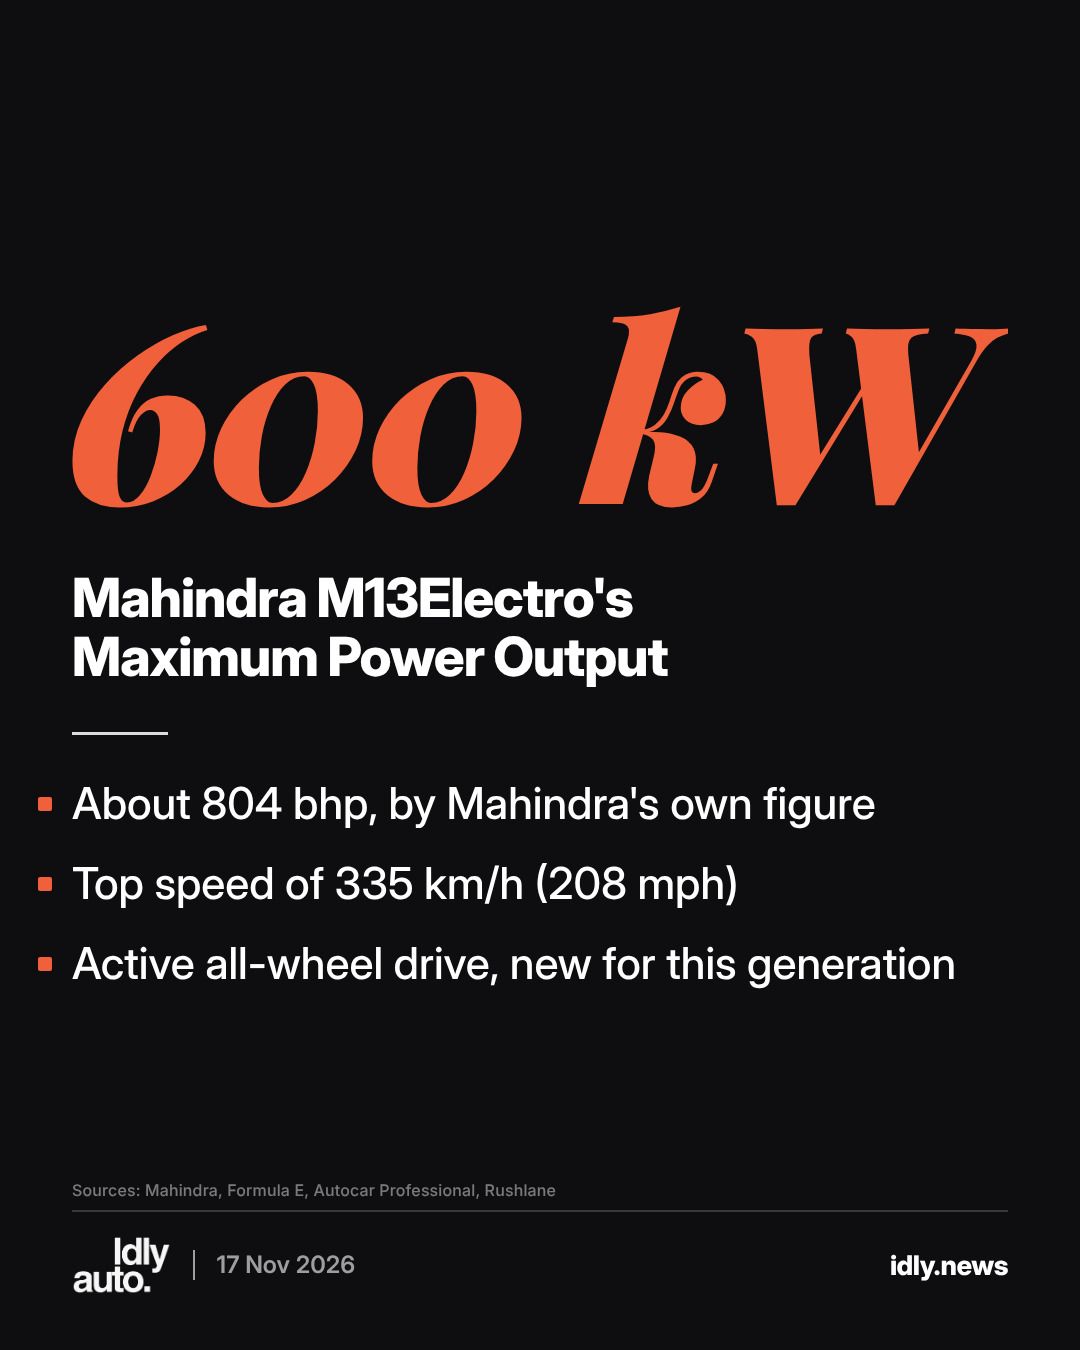 600 kW
Mahindra M13Electro's
Maximum Power Output
About 804 bhp, by Mahindra's own figure
Top speed of 335 km/h (208 mph)
Active all-wheel drive, new for this generation
Sources: Mahindra, Formula E, Autocar Professional, Rushlane
Idly
auto.
17 Nov 2026
idly.news